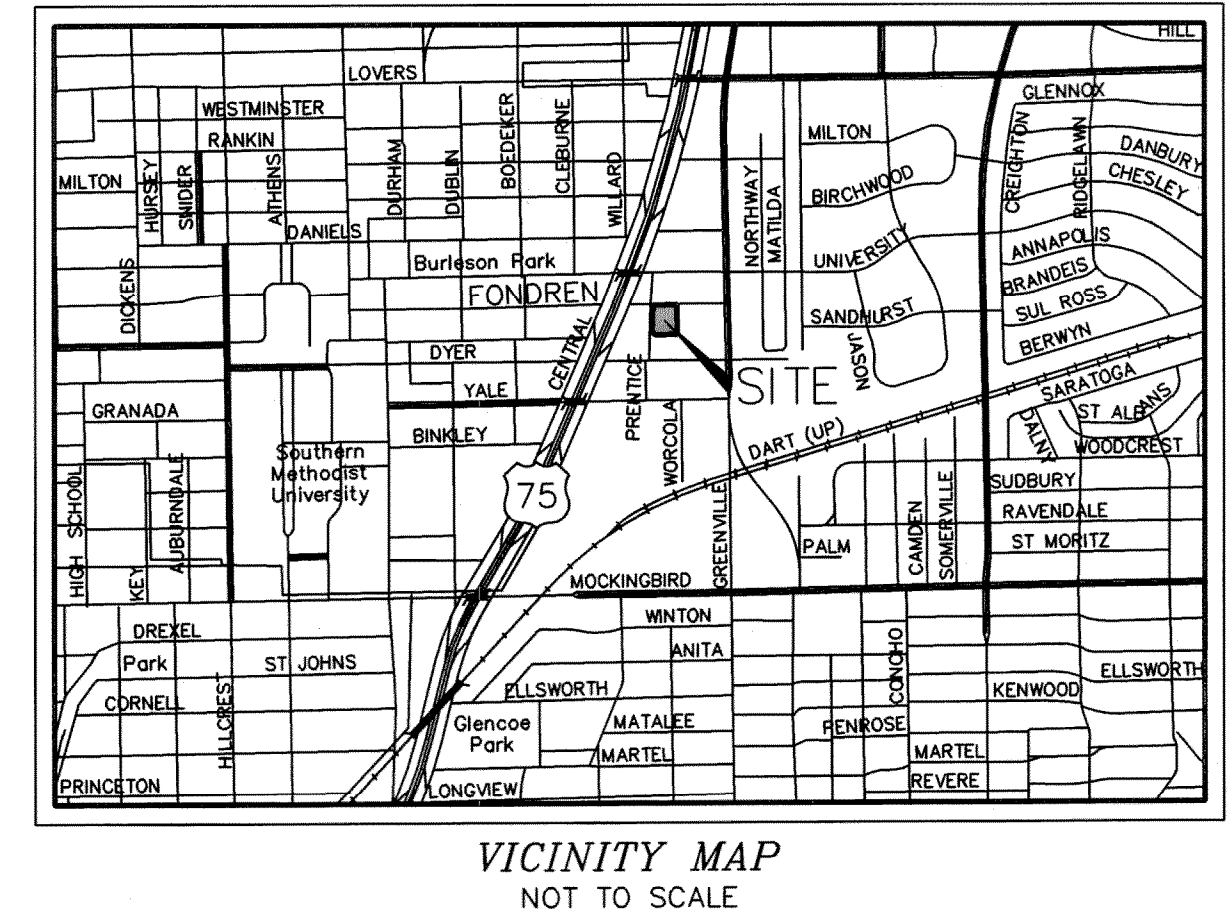 HILL
LOVERS
GLENNOX
WESTMINSTER
RANKIN
MILTON
MILTON
HURSEY
SNIDER
ATHENS
DURHAM
DUBLIN
BOEDEKER
CLEBURNE
WILLARD
NORTHWAY
MATILDA
BIRCHWOOD
CREIGHTON
RIDGELAWN
DANBURY
CHESLEY
DANIELS
Burleson Park
UNIVERSITY
ANNAPOLIS
BRANDEIS
DICKENS
FONDREN
SANDHURST
SUL ROSS
CENTRAL
JASON
BERWYN
DYER
YALE
PRENTICE
SITE
SARATOGA
GRANADA
BINKLEY
WORCOLA
DART (UP)
ST ALBANS
DALNY
WOODCREST
Southern
Methodist
University
HIGH SCHOOL
AUBURNDALE
75
GREENVILLE
SUDBURY
RAVENDALE
ST MORITZ
CAMDEN
SOMERVILLE
PALM
KEY
MOCKINGBIRD
WINTON
DREXEL
Park
ST JOHNS
ANITA
CONCHO
ELLSWORTH
ELLSWORTH
KENWOOD
CORNELL
HILLCREST
Glencoe
Park
MATALEE
PENROSE
MARTEL
MARTEL
PRINCETON
LONGVIEW
REVERE
VICINITY MAP
NOT TO SCALE